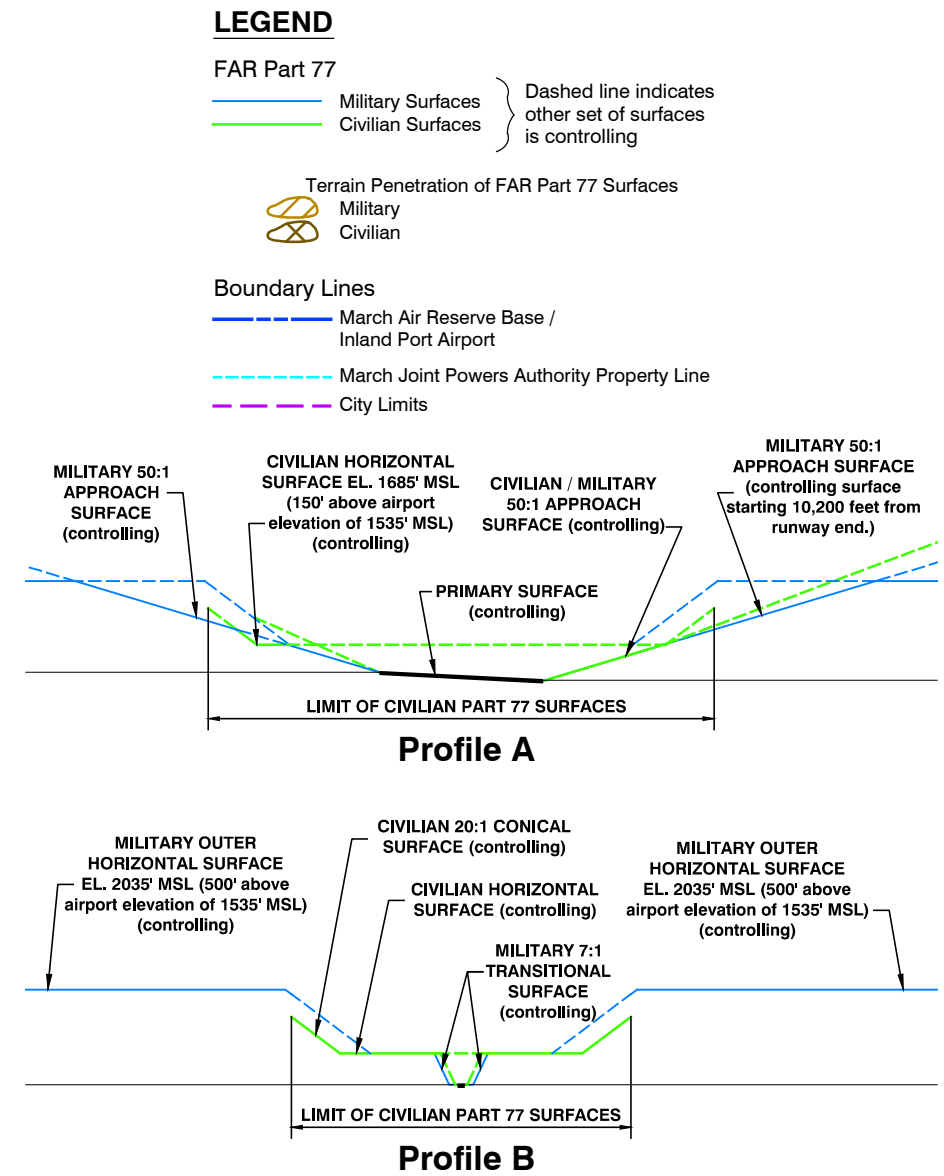 LEGEND
FAR Part 77
Military Surfaces
Civilian Surfaces
Dashed line indicates
other set of surfaces
is controlling
Terrain Penetration of FAR Part 77 Surfaces
Military
Civilian
Boundary Lines
March Air Reserve Base /
Inland Port Airport
March Joint Powers Authority Property Line
City Limits
MILITARY 50:1
APPROACH
SURFACE
(controlling)
CIVILIAN HORIZONTAL
SURFACE EL. 1685' MSL
(150' above airport
elevation of 1535' MSL)
(controlling)
CIVILIAN / MILITARY
50:1 APPROACH
SURFACE (controlling)
MILITARY 50:1
APPROACH SURFACE
(controlling surface
starting 10,200 feet from
runway end.)
PRIMARY SURFACE
(controlling)
LIMIT OF CIVILIAN PART 77 SURFACES
Profile A
MILITARY OUTER
HORIZONTAL SURFACE
EL. 2035' MSL (500' above
airport elevation of 1535' MSL)
(controlling)
CIVILIAN 20:1 CONICAL
SURFACE (controlling)
CIVILIAN HORIZONTAL
SURFACE (controlling)
MILITARY 7:1
TRANSITIONAL
SURFACE
(controlling)
MILITARY OUTER
HORIZONTAL SURFACE
EL. 2035' MSL (500' above
airport elevation of 1535' MSL)
(controlling)
LIMIT OF CIVILIAN PART 77 SURFACES
Profile B